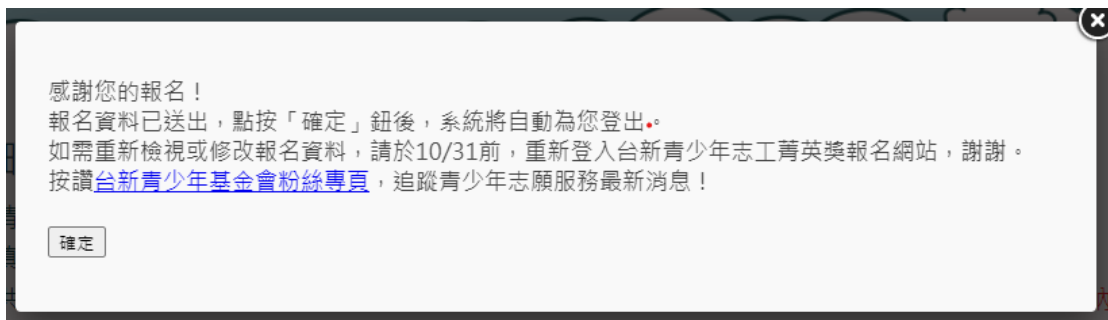 感謝您的報名！
報名資料已送出，點按「確定」鈕後，系統將自動為您登出。
如需重新檢視或修改報名資料，請於10/31前，重新登入台新青少年志工菁英獎報名網站，謝謝。
按讚台新青少年基金會粉絲專頁，追蹤青少年志願服務最新消息！
確定